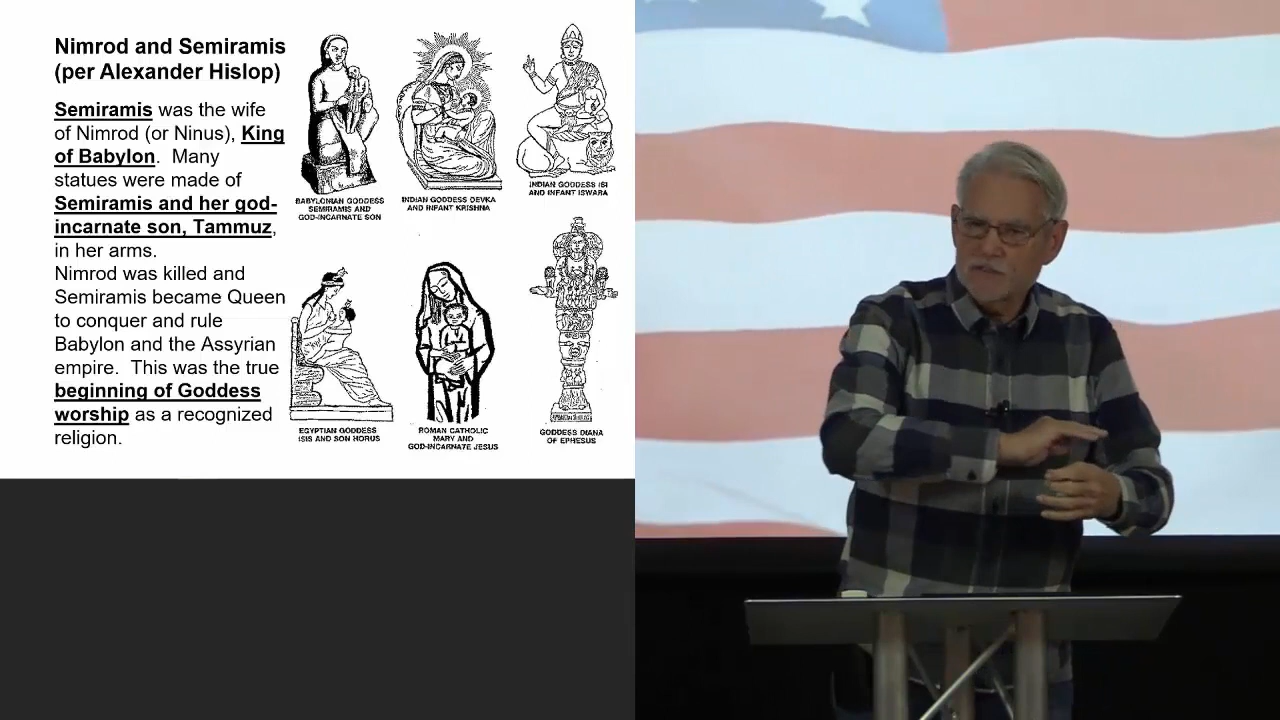 Nimrod and Semiramis
(per Alexander Hislop)
Semiramis was the wife
of Nimrod (or Ninus), King
of Babylon. Many
statues were made of
Semiramis and her god-
incarnate son, Tammuz,
in her arms.
Nimrod was killed and
Semiramis became Queen
to conquer and rule
Babylon and the Assyrian
empire. This was the true
beginning of Goddess
worship as a recognized
religion.
BABYLONIAN GODDESS
SEMIRAMIS AND
GOD-INCARNATE SON
INDIAN GODDESS DEVKA
AND INFANT KRISHNA
INDIAN GODDESS ISI
AND INFANT ISWARA
EGYPTIAN GODDESS
ISIS AND SON HORUS
ROMAN CATHOLIC
MARY AND
GOD-INCARNATE JESUS
GODDESS DIANA
OF EPHESUS